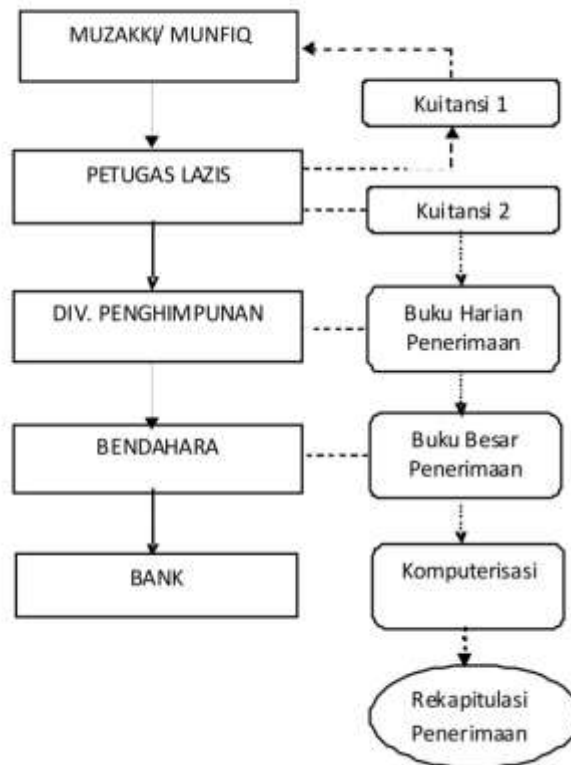 MUZAKKI/ MUNFIQ
Kuitansi 1
PETUGAS LAZIS
Kuitansi 2
DIV. PENGHIMPUNAN
Buku Harian
Penerimaan
BENDAHARA
Buku Besar
Penerimaan
BANK
Komputerisasi
Rekapitulasi
Penerimaan